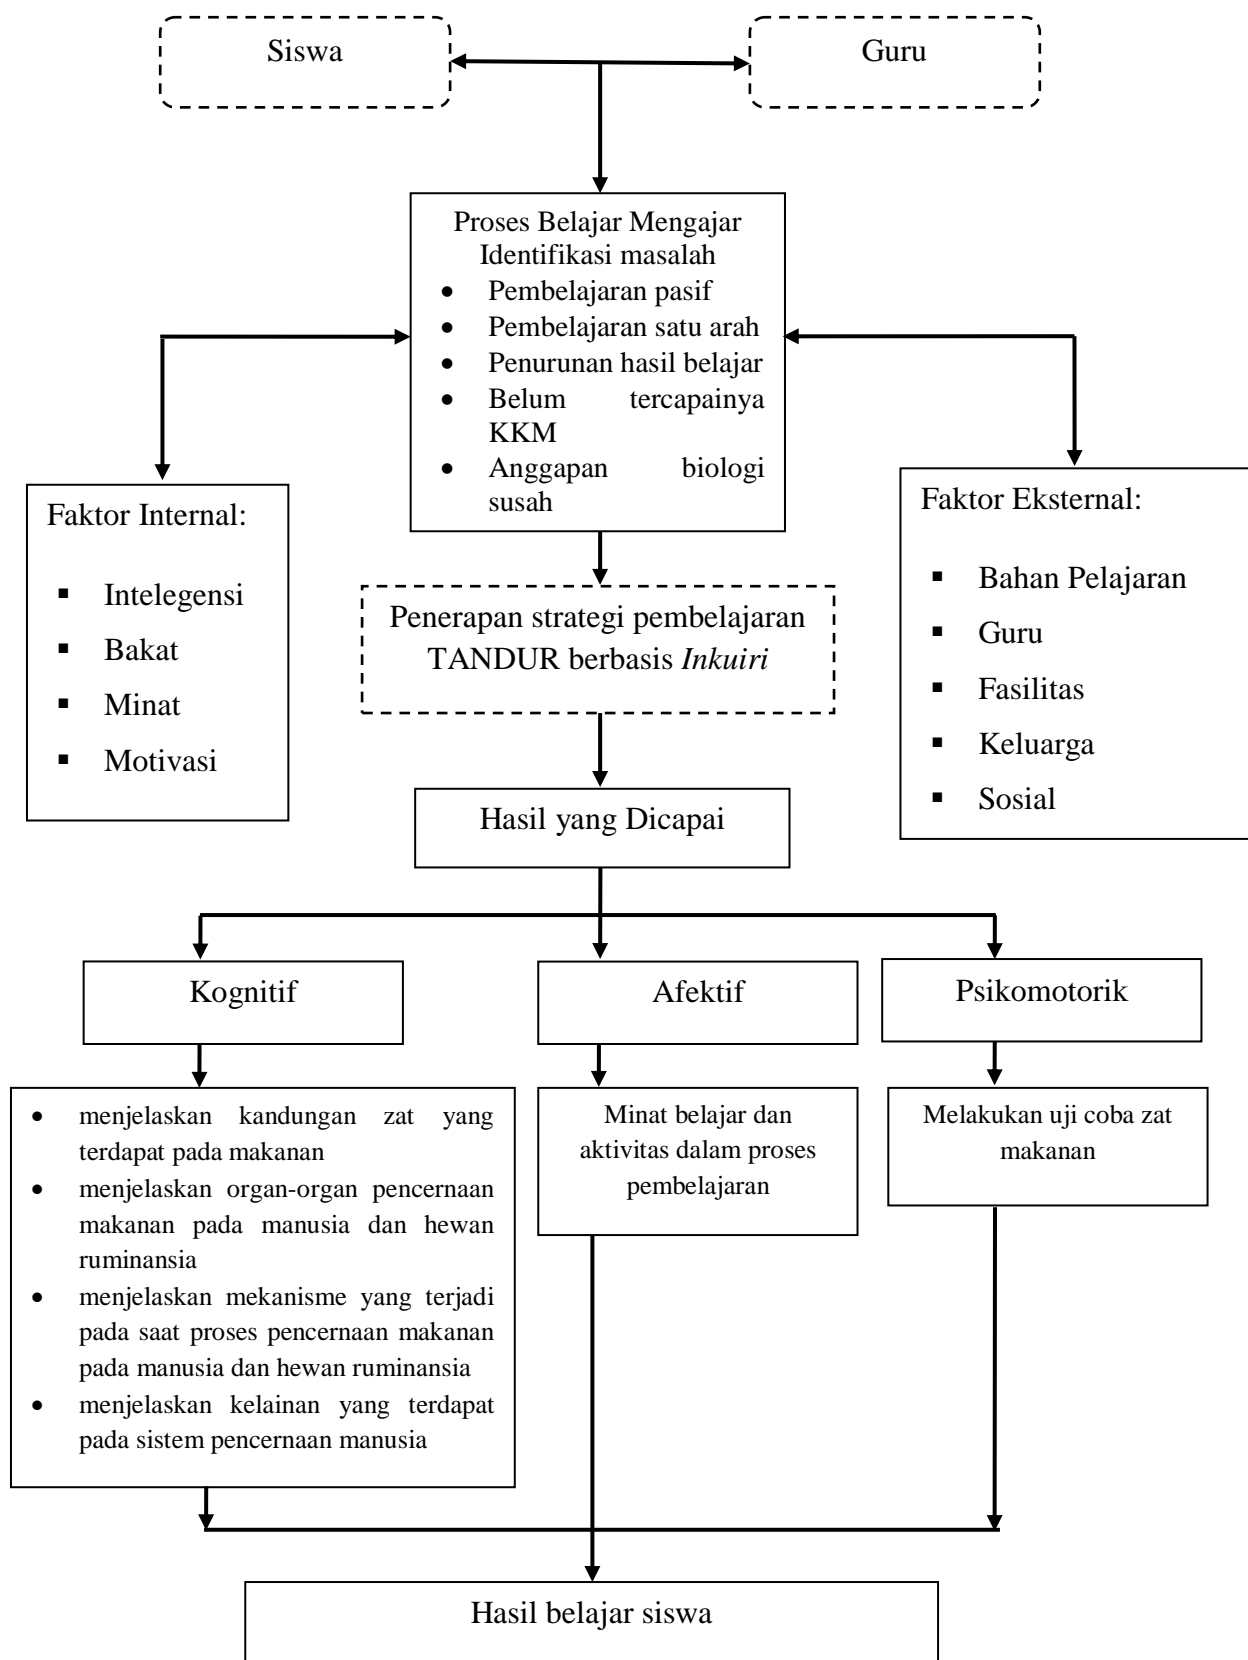 Siswa
Guru
Proses Belajar Mengajar
Identifikasi masalah
• Pembelajaran pasif
• Pembelajaran satu arah
• Penurunan hasil belajar
• Belum tercapainya
KKM
• Anggapan biologi
susah
Faktor Internal:
▪ Intelegensi
▪ Bakat
▪ Minat
▪ Motivasi
Faktor Eksternal:
▪ Bahan Pelajaran
▪ Guru
▪ Fasilitas
▪ Keluarga
▪ Sosial
Penerapan strategi pembelajaran
TANDUR berbasis Inkuiri
Hasil yang Dicapai
Kognitif
Afektif
Psikomotorik
• menjelaskan kandungan zat yang
terdapat pada makanan
• menjelaskan organ-organ pencernaan
makanan pada manusia dan hewan
ruminansia
• menjelaskan mekanisme yang terjadi
pada saat proses pencernaan makanan
pada manusia dan hewan ruminansia
• menjelaskan kelainan yang terdapat
pada sistem pencernaan manusia
Minat belajar dan
aktivitas dalam proses
pembelajaran
Melakukan uji coba zat
makanan
Hasil belajar siswa